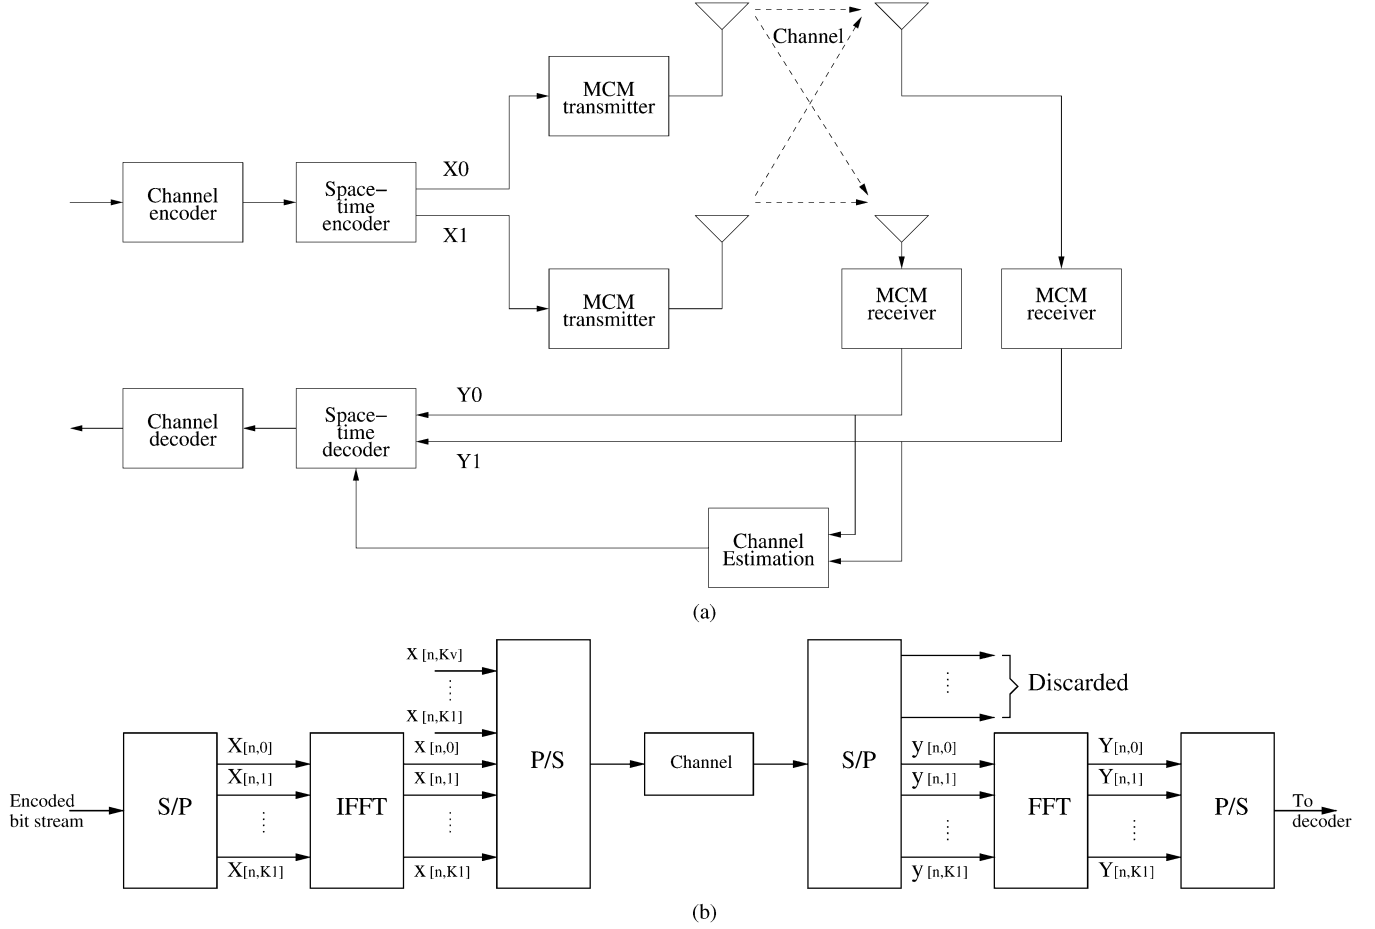 Channel
MCM
transmitter
X0
Channel
encoder
Space-
time
encoder
X1
MCM
transmitter
MCM
receiver
MCM
receiver
Y0
Channel
decoder
Space-
time
decoder
Y1
Channel
Estimation
(a)
x [n,Kv]
Discarded
x [n,K1]
X[n,0]
x [n,0]
y [n,0]
Y[n,0]
P/S
Channel
S/P
X[n,1]
x [n,1]
y [n,1]
Y[n,1]
Encoded
bit stream
S/P
IFFT
FFT
P/S
To
decoder
X[n,K1]
x [n,K1]
y [n,K1]
Y[n,K1]
(b)